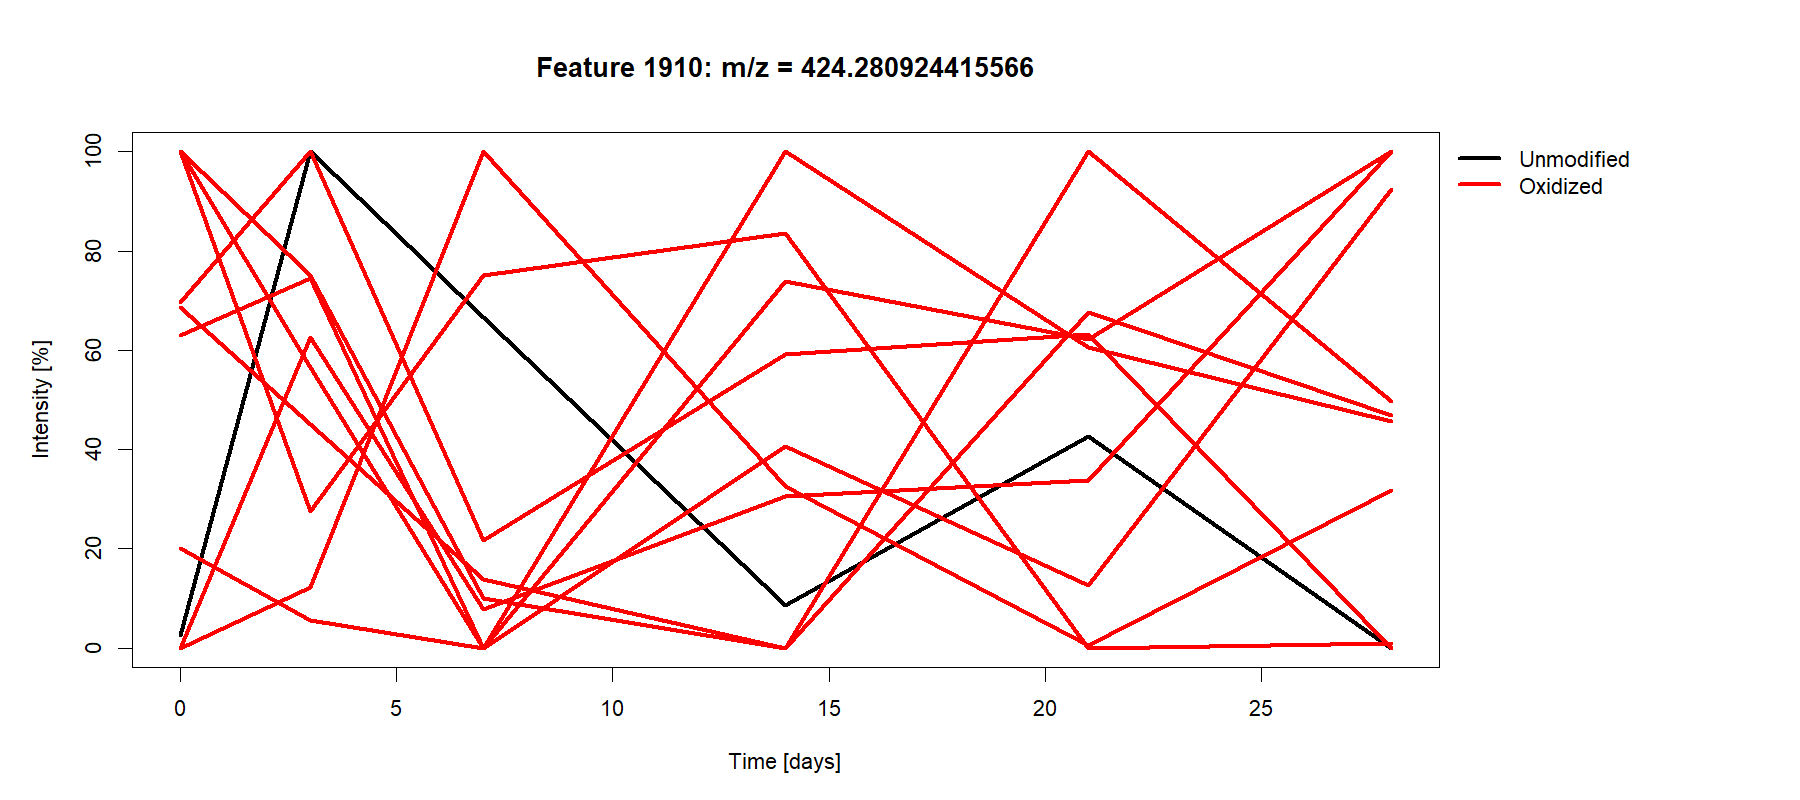 Feature 1910: m/z = 424.280924415566
Unmodified
Oxidized
Intensity [%]
100
80
60
40
20
0
0 5 10 15 20 25
Time [days]